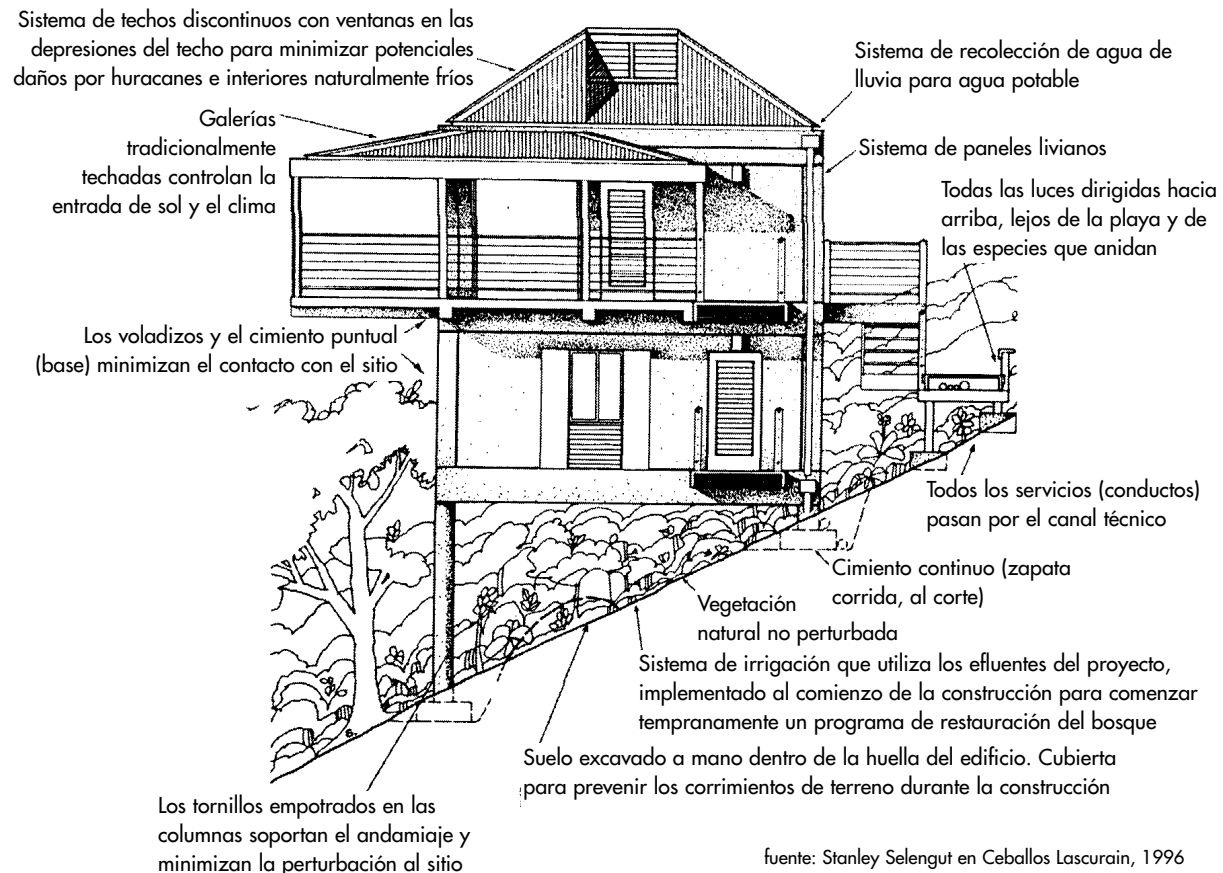 Sistema de techos discontinuos con ventanas en las
depresiones del techo para minimizar potenciales
daños por huracanes e interiores naturalmente fríos
Sistema de recolección de agua de
lluvia para agua potable
Galerías
tradicionalmente
techadas controlan la
entrada de sol y el clima
Sistema de paneles livianos
Todas las luces dirigidas hacia
arriba, lejos de la playa y de
las especies que anidan
Los voladizos y el cimiento puntual
(base) minimizan el contacto con el sitio
Todos los servicios (conductos)
pasan por el canal técnico
Cimiento continuo (zapata
corrida, al corte)
Vegetación
natural no perturbada
Sistema de irrigación que utiliza los efluentes del proyecto,
implementado al comienzo de la construcción para comenzar
tempranamente un programa de restauración del bosque
Suelo excavado a mano dentro de la huella del edificio. Cubierta
para prevenir los corrimientos de terreno durante la construcción
Los tornillos empotrados en las
columnas soportan el andamiaje y
minimizan la perturbación al sitio
fuente: Stanley Selengut en Ceballos Lascurain, 1996